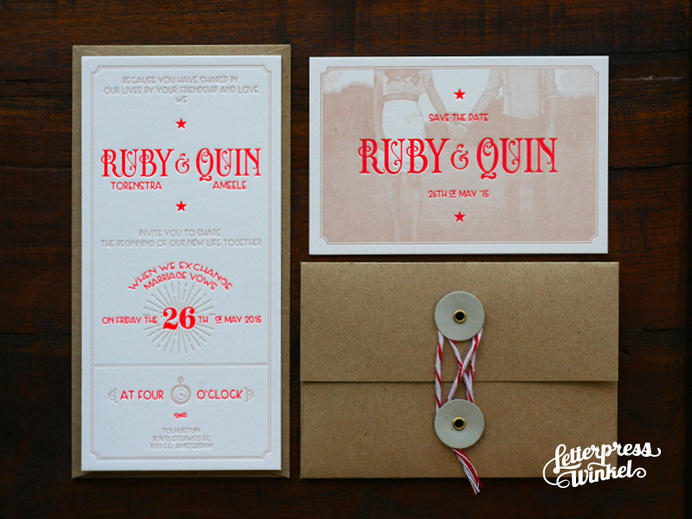 BECAUSE YOU HAVE SHARED IN
OUR LIVES BY YOUR FRIENDSHIP AND LOVE
WE
RUBY & QUIN
TORENSTRA AMEELE
INVITE YOU TO SHARE
THE BEGINNING OF OUR NEW LIFE TOGETHER
WHEN WE EXCHANGE
MARRIAGE VOWS
ON FRIDAY THE 26TH OF MAY 2015
AT FOUR O'CLOCK
TOLHUISTUIN
AMSTERDAM
SAVE THE DATE
RUBY & QUIN
26TH OF MAY '15
Letterpress
Winkel